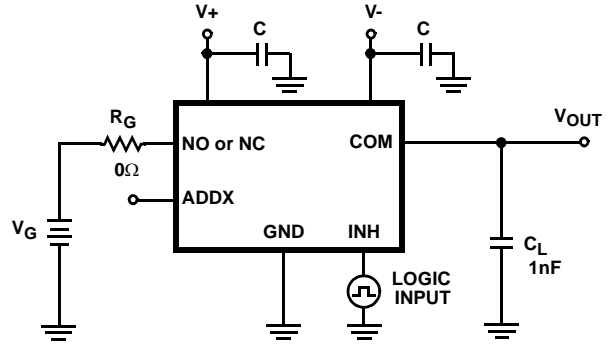 V+
C
V-
C
RG
0Ω
NO or NC
COM
VOUT
ADDX
VG
GND
INH
LOGIC
INPUT
CL
1nF